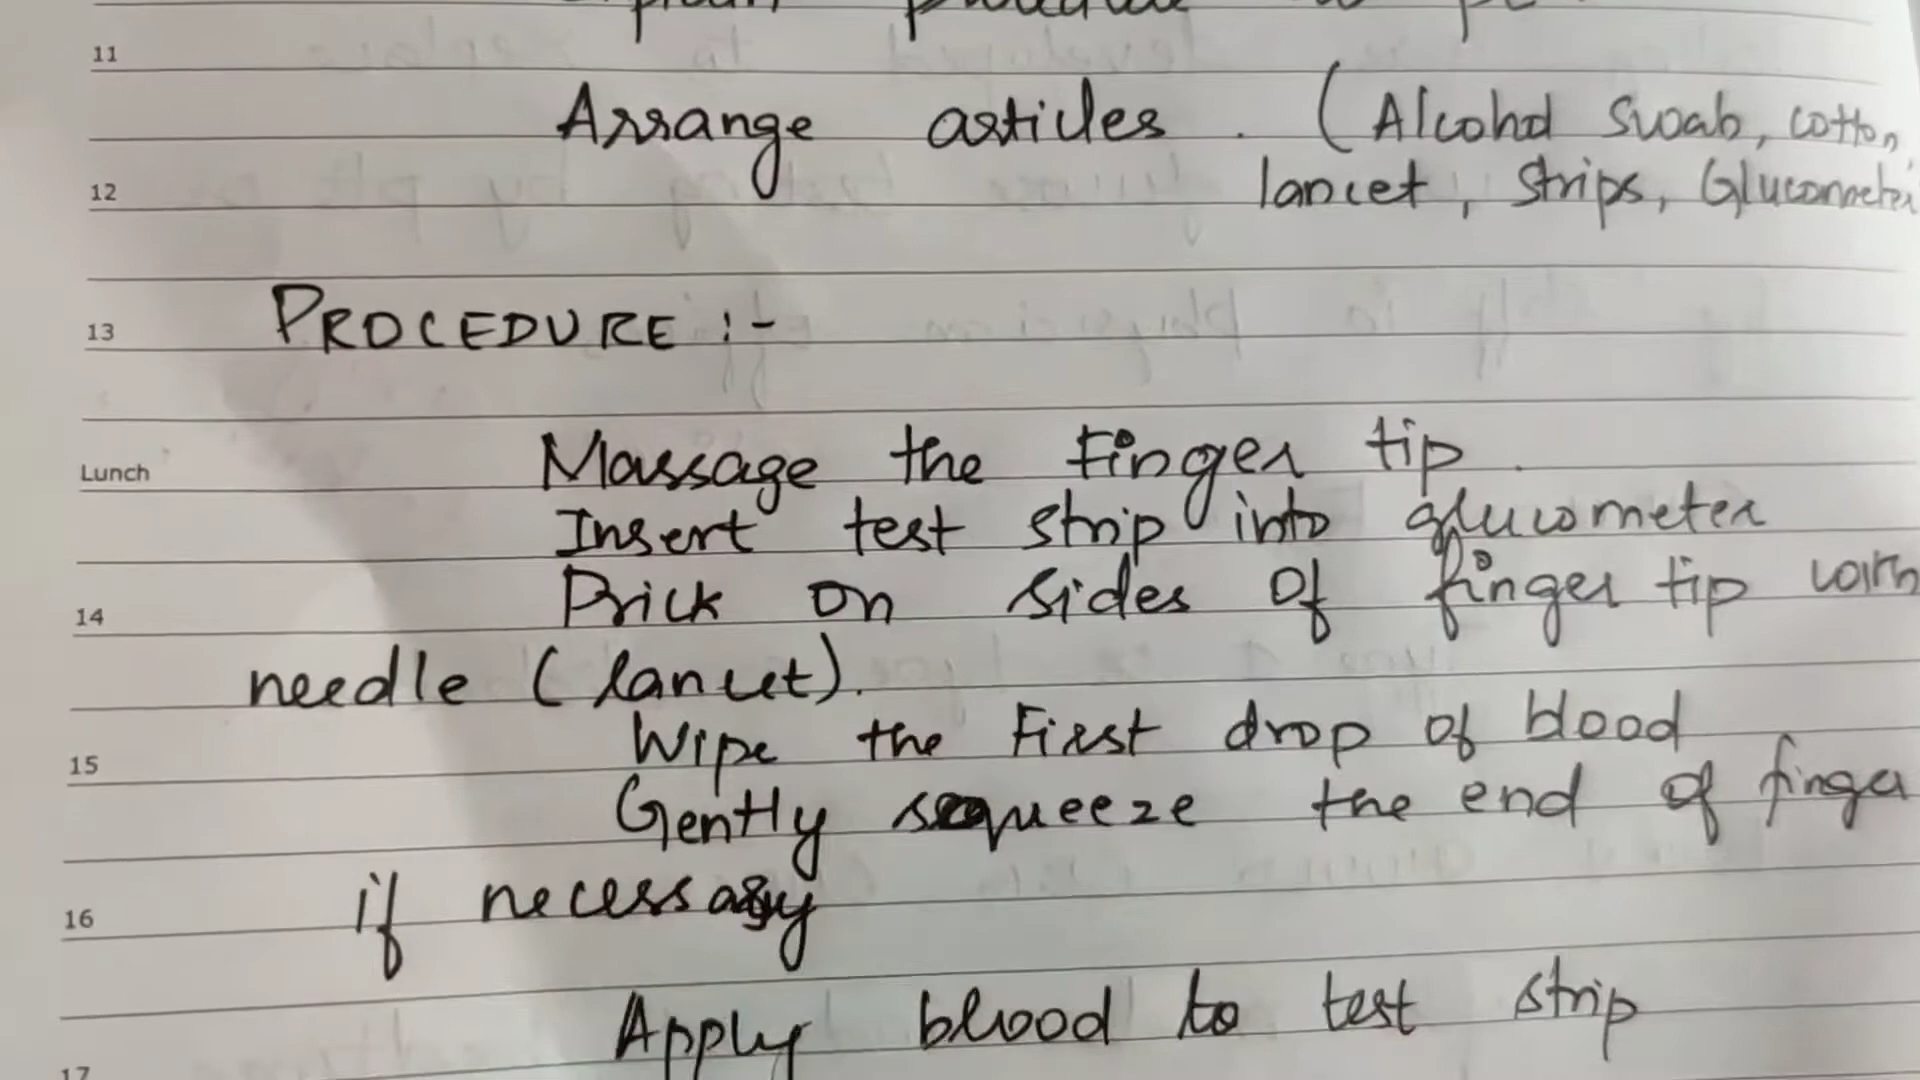 procedure to
11
Arrange articles. (Alcohol Swab, cotton,
12
lancet, Strips, Glucometer
13
PROCEDURE :-
Lunch
Massage the Finger tip.
Insert test strip into glucometer
14
Prick on sides of finger tip with
needle (lancet).
15
Wipe the First drop of blood
Gently squeeze the end of finger
16
if necessary
Apply blood to test strip
17